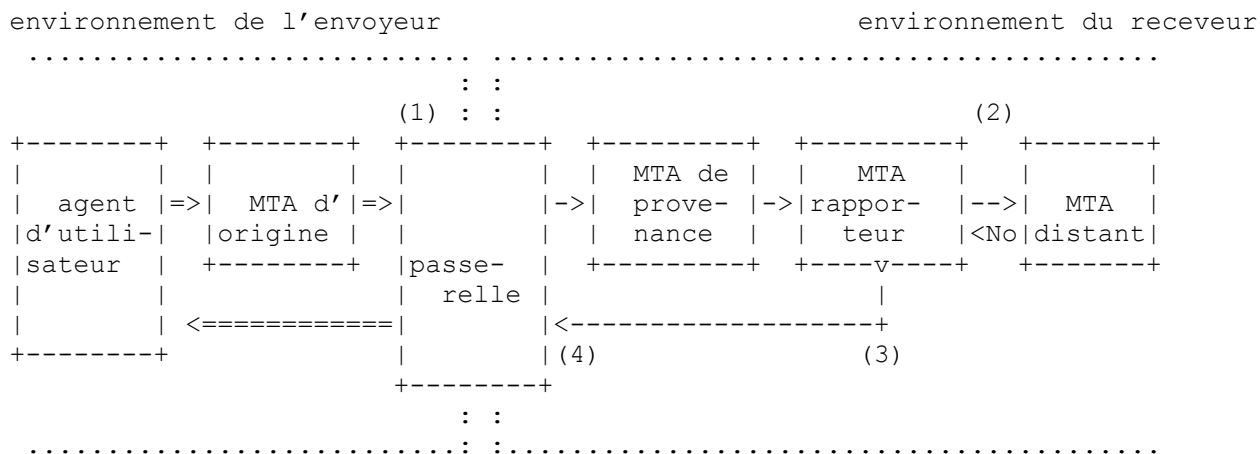 environnement de l'envoyeur environnement du receveur
............................ ..........................................
: :
(1) : : (2)
+--------+ +--------+ +--------+ +---------+ +---------+ +-------+
| | | | | | | MTA de | | MTA | | |
| agent |=>| MTA d'|=>| |->| prove- |->|rappor- |-->| MTA |
|d'utili-| |origine | | | | nance | | teur |<No|distant|
|sateur | +--------+ |passe- | +---------+ +----v----+ +-------+
| | | relle | |
| | <============| |<-------------------+
+--------+ | |(4) (3)
+--------+
: :
...........................: :.........................................